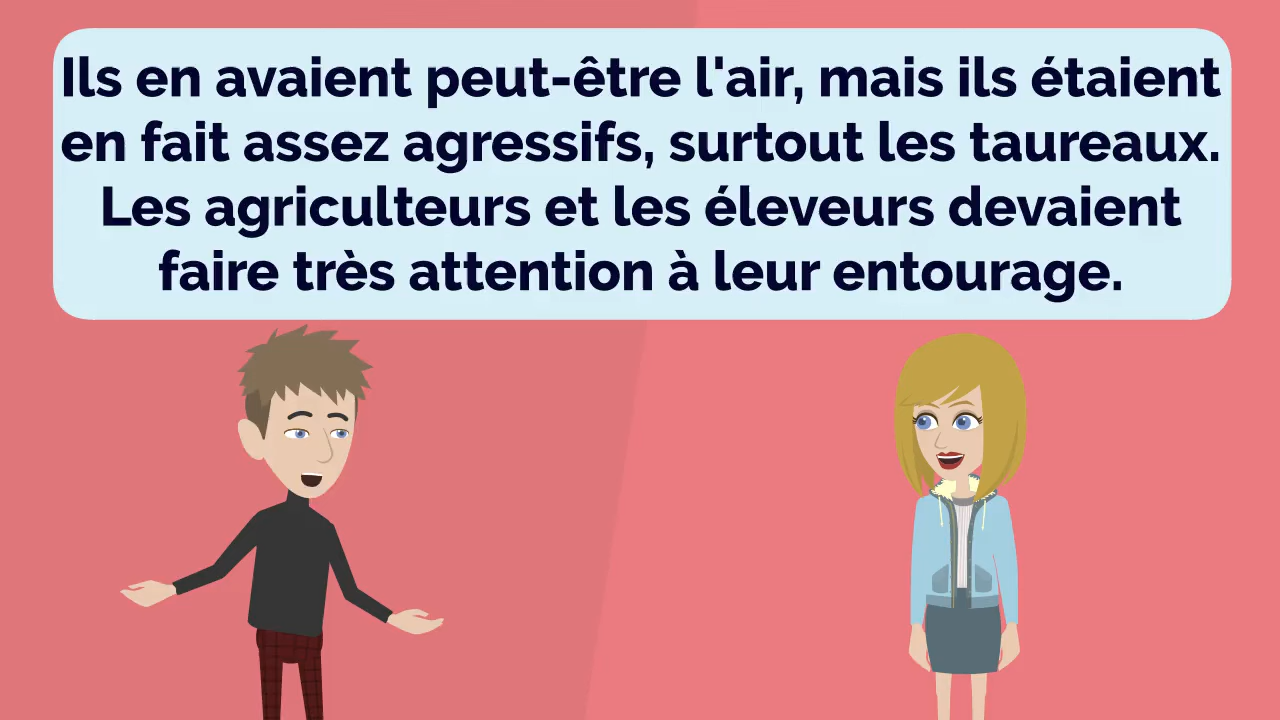 Ils en avaient peut-être l'air, mais ils étaient
en fait assez agressifs, surtout les taureaux.
Les agriculteurs et les éleveurs devaient
faire très attention à leur entourage.